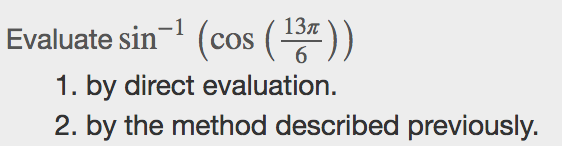 Evaluate sin⁻¹ (cos (13π/6))
1. by direct evaluation.
2. by the method described previously.